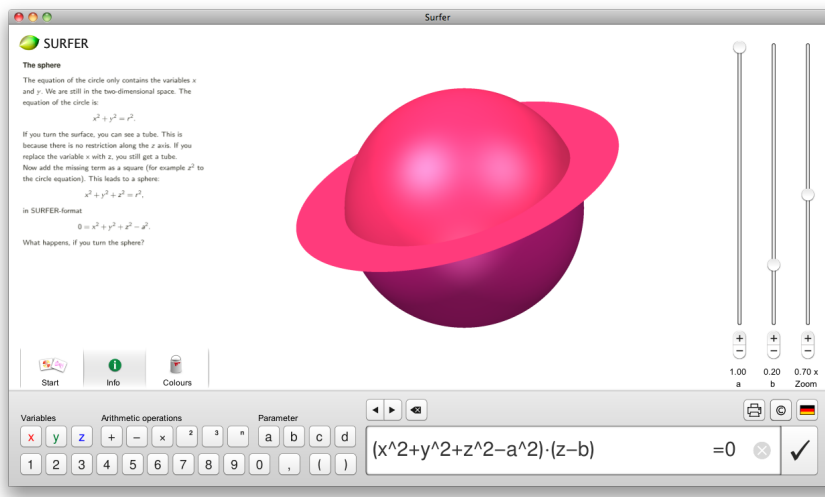 Surfer
SURFER
The sphere
The equation of the circle only contains the variables x
and y. We are still in the two-dimensional space. The
equation of the circle is:
x² + y² = r².
If you turn the surface, you can see a tube. This is
because there is no restriction along the z axis. If you
replace the variable x with z, you still get a tube.
Now add the missing term as a square (for example z² to
the circle equation). This leads to a sphere:
x² + y² + z² = r²,
in SURFER-format
0 = x² + y² + z² − a².
What happens, if you turn the sphere?
Start Info Colours
+ + +
− − −
1.00 0.20 0.70 x
a b Zoom
Variables Arithmetic operations Parameter
x y z + − × ² ³ ⁿ a b c d
1 2 3 4 5 6 7 8 9 0 , ( )
©
(x^2+y^2+z^2−a^2)·(z−b) =0